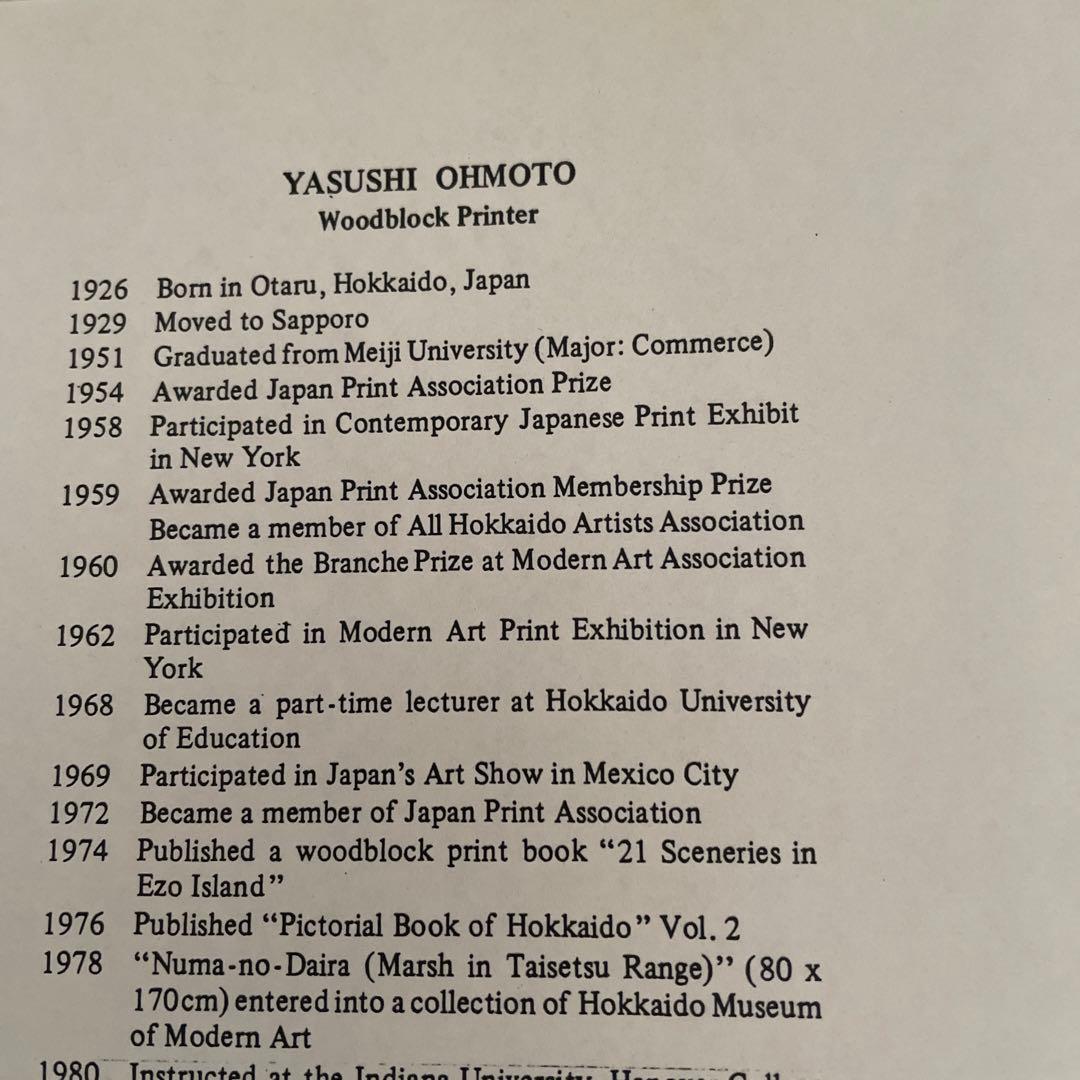 YASUSHI OHMOTO
Woodblock Printer
1926 Born in Otaru, Hokkaido, Japan
1929 Moved to Sapporo
1951 Graduated from Meiji University (Major: Commerce)
1954 Awarded Japan Print Association Prize
1958 Participated in Contemporary Japanese Print Exhibit
in New York
1959 Awarded Japan Print Association Membership Prize
Became a member of All Hokkaido Artists Association
1960 Awarded the Branche Prize at Modern Art Association
Exhibition
1962 Participated in Modern Art Print Exhibition in New
York
1968 Became a part-time lecturer at Hokkaido University
of Education
1969 Participated in Japan's Art Show in Mexico City
1972 Became a member of Japan Print Association
1974 Published a woodblock print book “21 Sceneries in
Ezo Island”
1976 Published “Pictorial Book of Hokkaido” Vol. 2
1978 “Numa-no-Daira (Marsh in Taisetsu Range)” (80 x
170cm) entered into a collection of Hokkaido Museum
of Modern Art
1980 Instructed at the Indiana University